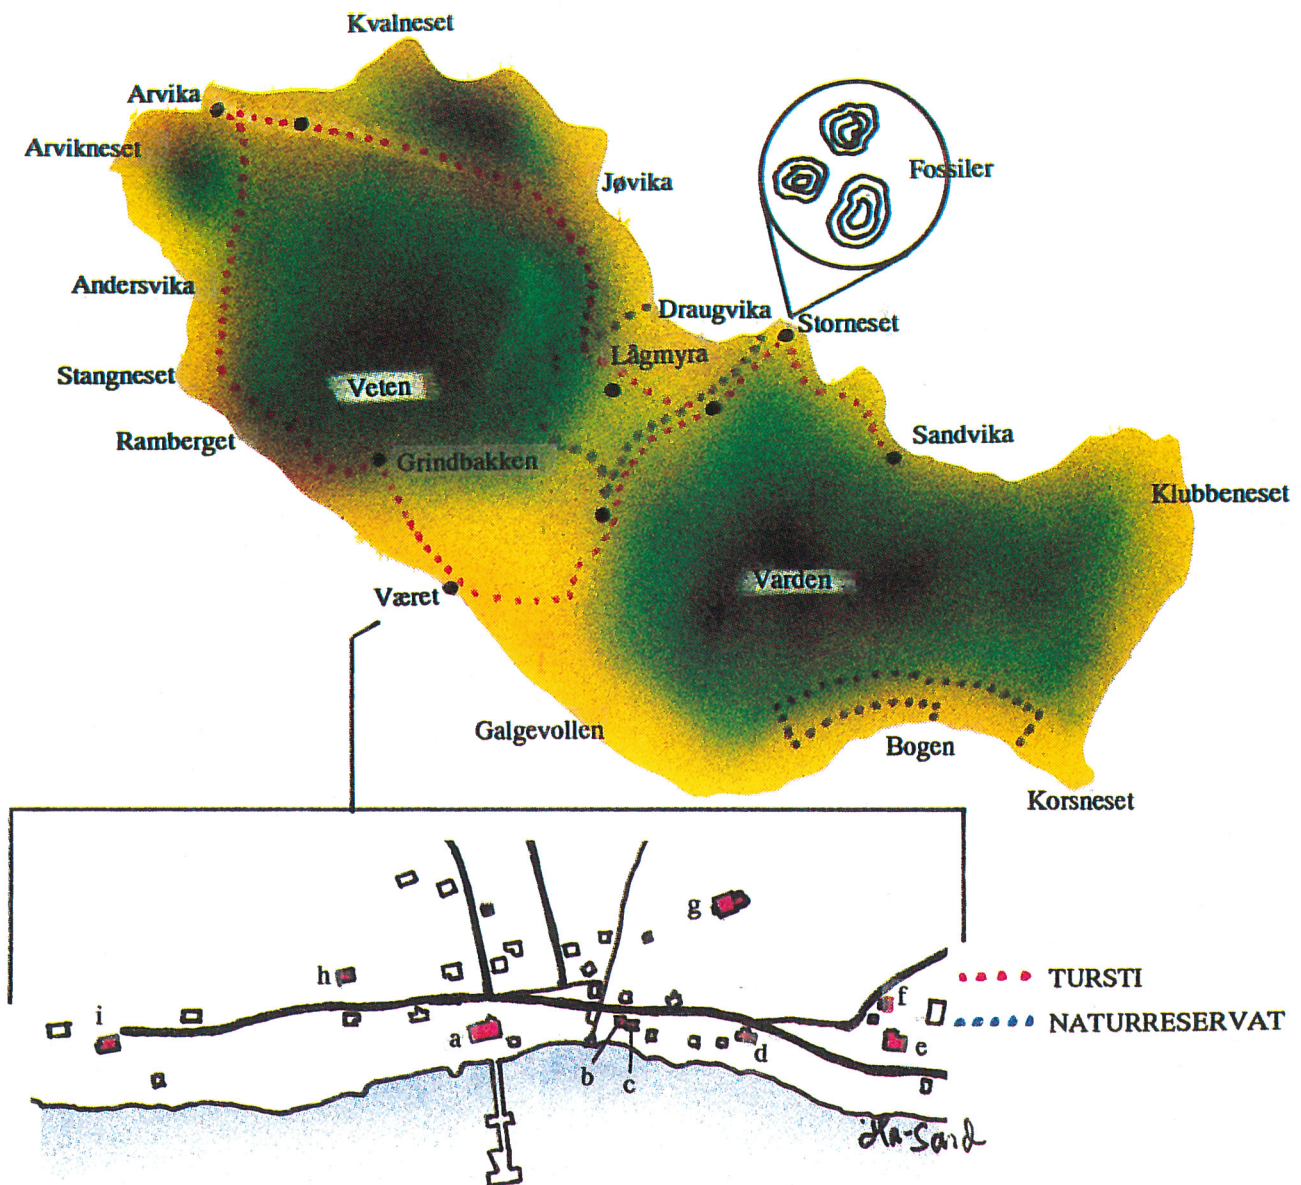 Kvalneset
Arvika
Arvikneset
Jøvika
Fossiler
Andersvika
Draugvika
Storneset
Lågmyra
Stangneset
Veten
Ramberget
Grindbakken
Sandvika
Klubbeneset
Været
Varden
Galgevollen
Bogen
Korsneset
g
h
TURSTI
f
i
NATURRESERVAT
a
d
e
b
c